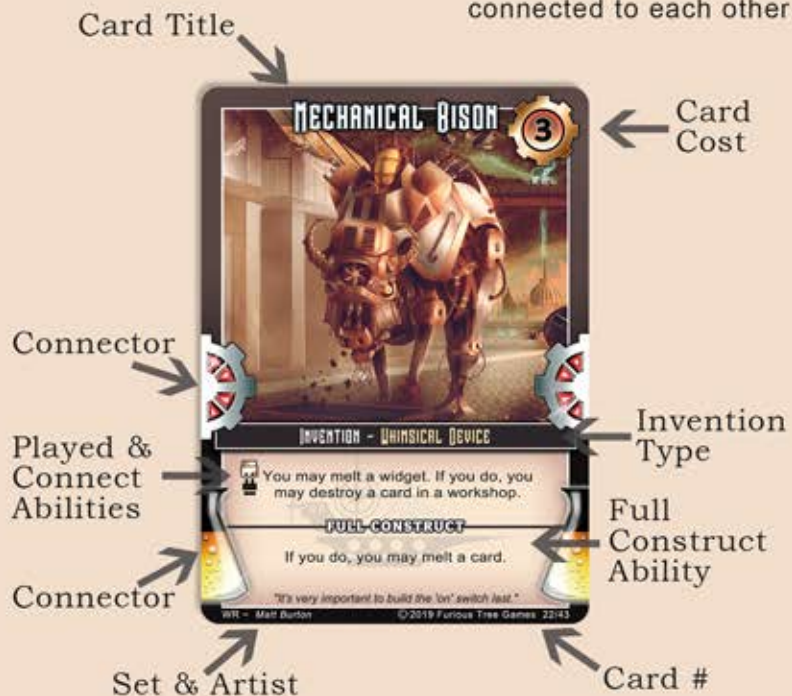 connected to each other
Card Title
MECHANICAL BISON
3
Card
Cost
Connector
INVENTION - WHIMSICAL DEVICE
Invention
Type
Played &
Connect
Abilities
You may melt a widget. If you do, you
may destroy a card in a workshop.
FULL CONSTRUCT
Full
Construct
Ability
If you do, you may melt a card.
Connector
"It's very important to build the 'on' switch last."
WR - Matt Burton ©2019 Furious Tree Games 22/43
Set & Artist
Card #